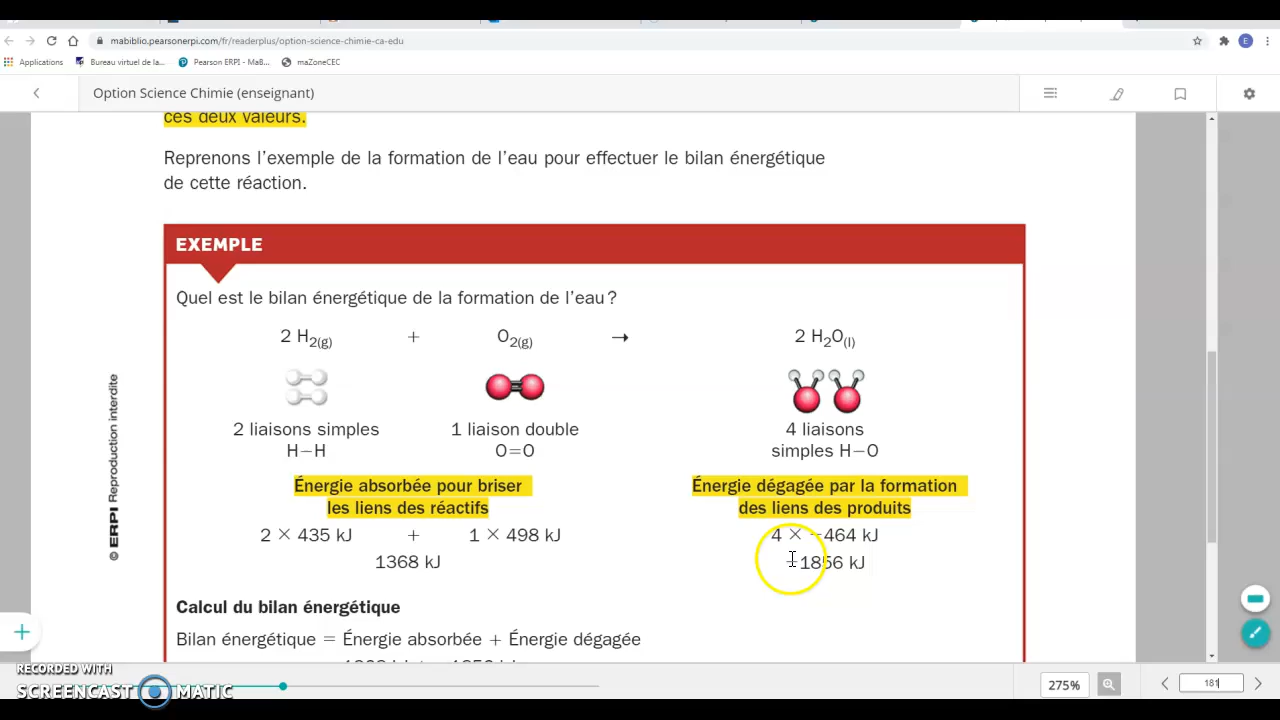 mabiblio.pearsonerpi.com/fr/readerplus/option-science-chimie-ca-edu
E
Applications
Bureau virtuel de la...
Pearson ERPI - MaB...
maZoneCEC
Option Science Chimie (enseignant)
ces deux valeurs.
Reprenons l'exemple de la formation de l'eau pour effectuer le bilan énergétique
de cette réaction.
EXEMPLE
Quel est le bilan énergétique de la formation de l'eau ?
2 H2(g) + O2(g) → 2 H2O(l)
2 liaisons simples 1 liaison double 4 liaisons
H–H O=O simples H–O
Énergie absorbée pour briser Énergie dégagée par la formation
les liens des réactifs des liens des produits
2 × 435 kJ + 1 × 498 kJ 4 × –464 kJ
1368 kJ –1856 kJ
Calcul du bilan énergétique
Bilan énergétique = Énergie absorbée + Énergie dégagée
© ERPI Reproduction interdite
RECORDED WITH
SCREENCAST MATIC
275%
181